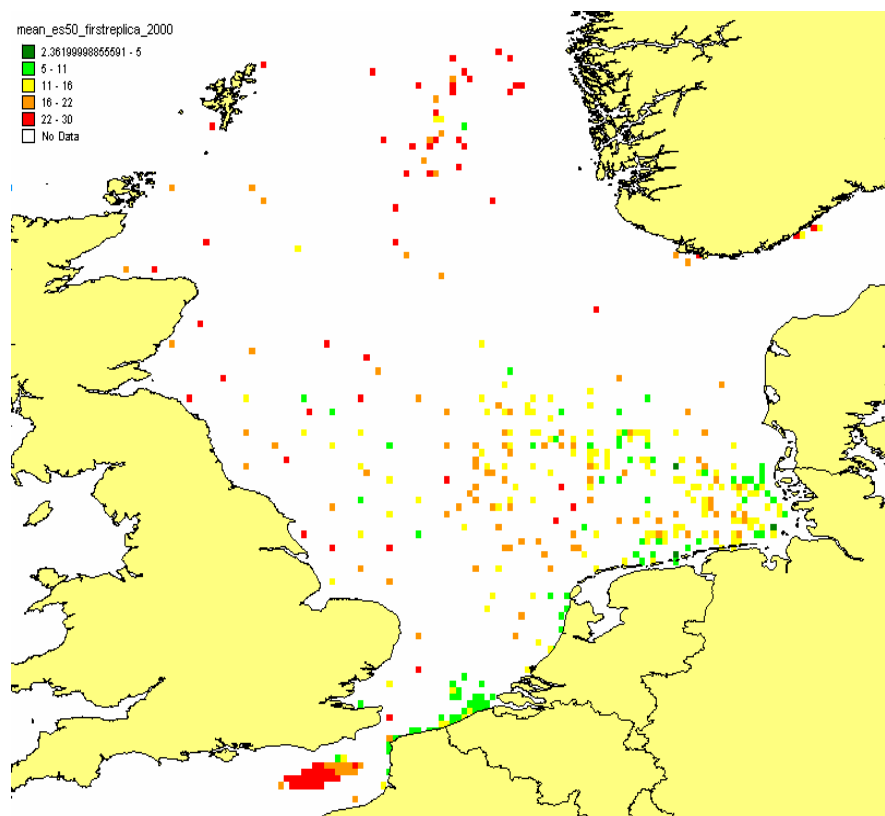 mean_es50_firstreplica_2000
2.36199998855591 - 5
5 - 11
11 - 16
16 - 22
22 - 30
No Data